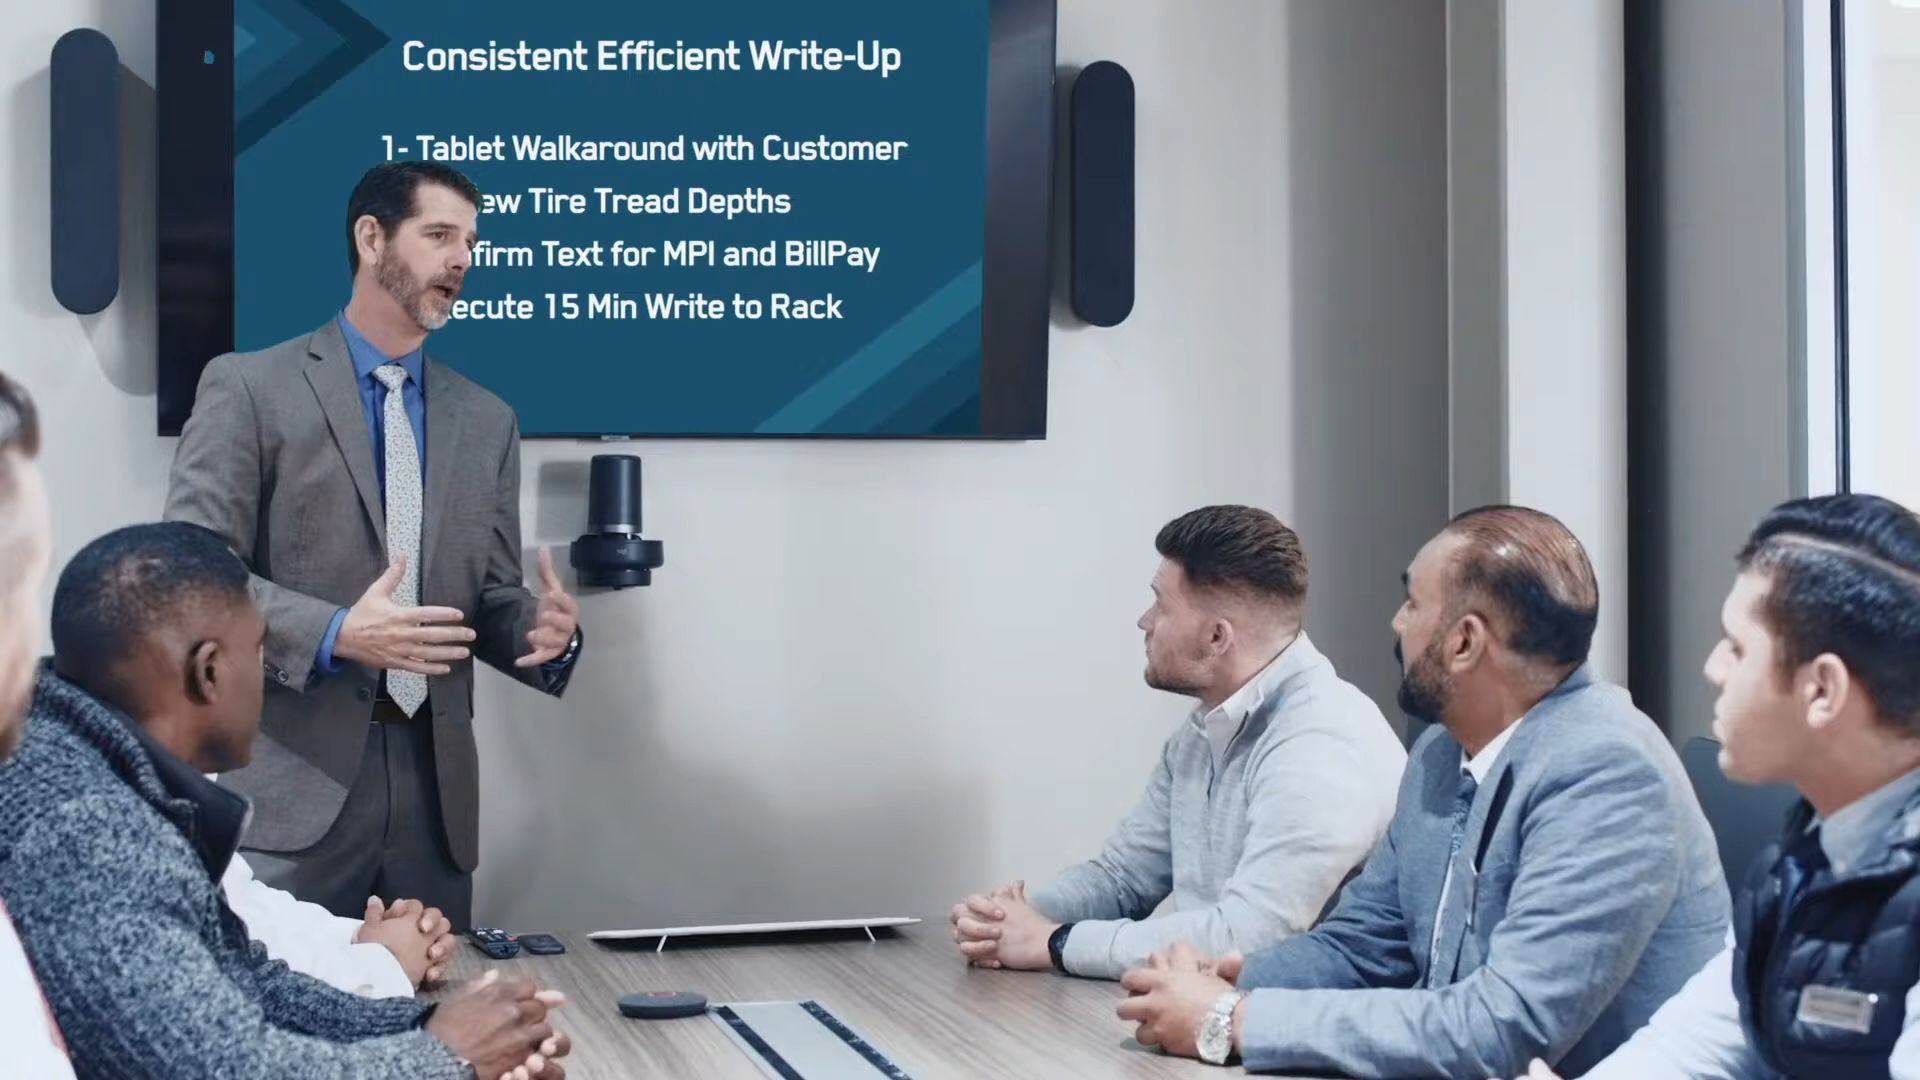 Consistent Efficient Write-Up
1- Tablet Walkaround with Customer
Tire Tread Depths
Text for MPI and BillPay
15 Min Write to Rack